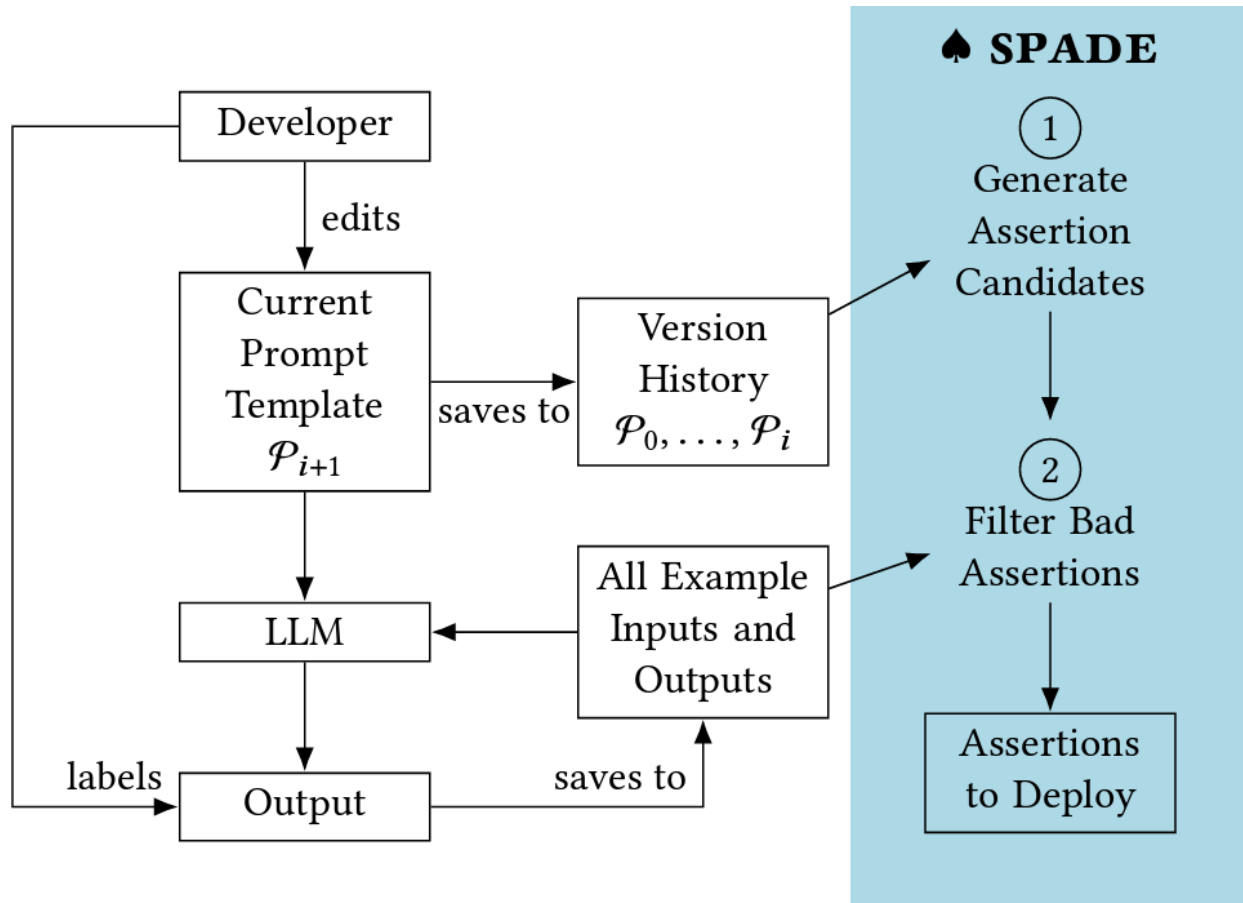 ♠ SPADE
Developer
edits
Current
Prompt
Template
𝒫i+1
saves to
Version
History
𝒫0, . . . , 𝒫i
LLM
All Example
Inputs and
Outputs
labels
Output
saves to
1
Generate
Assertion
Candidates
2
Filter Bad
Assertions
Assertions
to Deploy